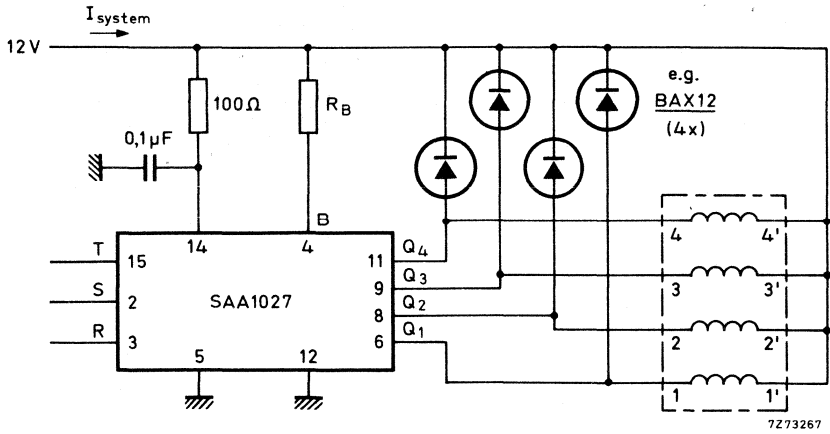 I system
12 V
100Ω
R B
e.g.
BAX12
(4x)
0,1µF
B
14
4
T
15
11
Q4
4
4'
S
2
SAA1027
9
Q3
3
3'
8
Q2
2
2'
R
3
6
Q1
5
12
1
1'
7Z73267